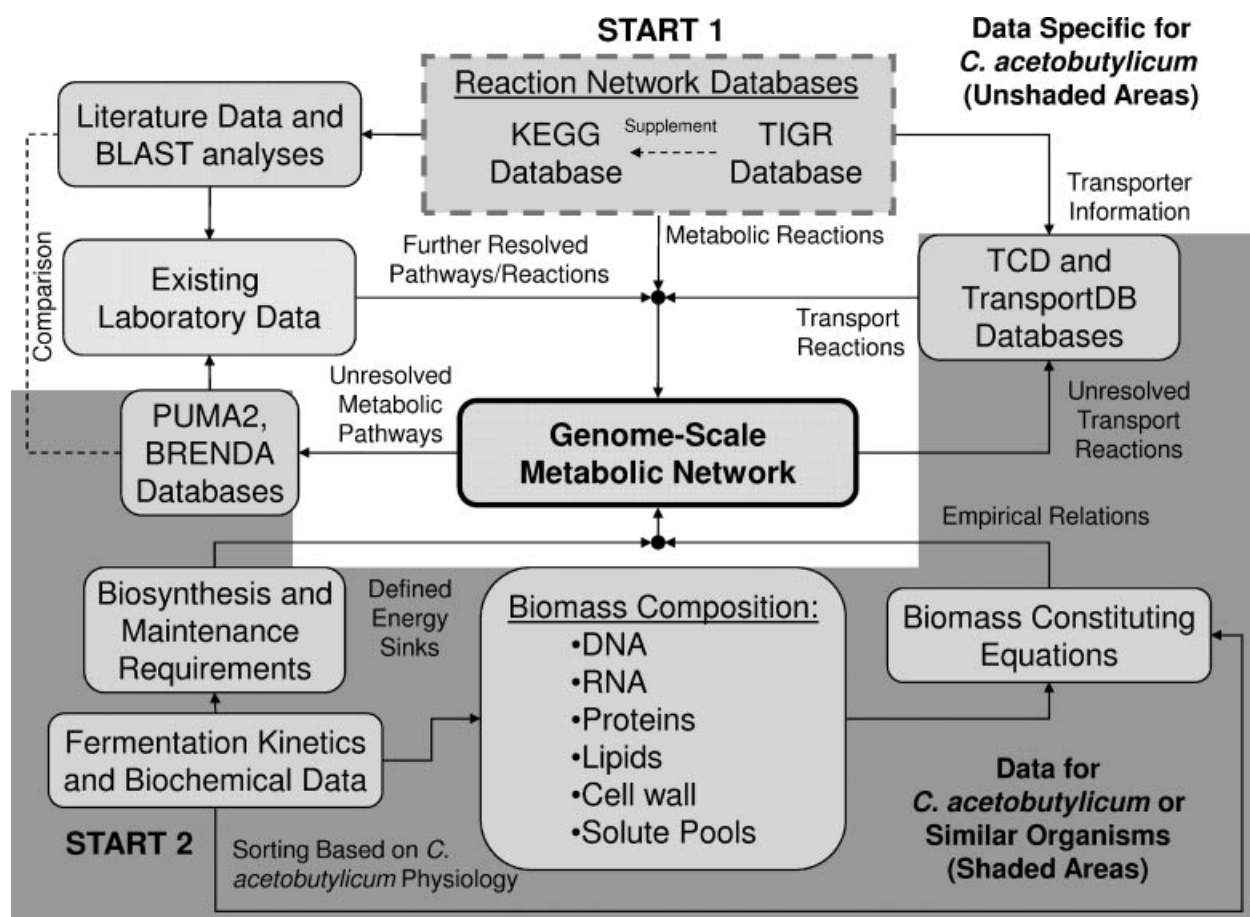 START 1
Data Specific for
C. acetobutylicum
(Unshaded Areas)
Reaction Network Databases
KEGG
Database
Supplement
TIGR
Database
Literature Data and
BLAST analyses
Transporter
Information
Metabolic Reactions
Further Resolved
Pathways/Reactions
Existing
Laboratory Data
Comparison
TCD and
TransportDB
Databases
Transport
Reactions
Unresolved
Metabolic
Pathways
PUMA2,
BRENDA
Databases
Genome-Scale
Metabolic Network
Unresolved
Transport
Reactions
Empirical Relations
Biosynthesis and
Maintenance
Requirements
Defined
Energy
Sinks
Biomass Composition:
•DNA
•RNA
•Proteins
•Lipids
•Cell wall
•Solute Pools
Biomass Constituting
Equations
Fermentation Kinetics
and Biochemical Data
START 2
Sorting Based on C.
acetobutylicum Physiology
Data for
C. acetobutylicum or
Similar Organisms
(Shaded Areas)